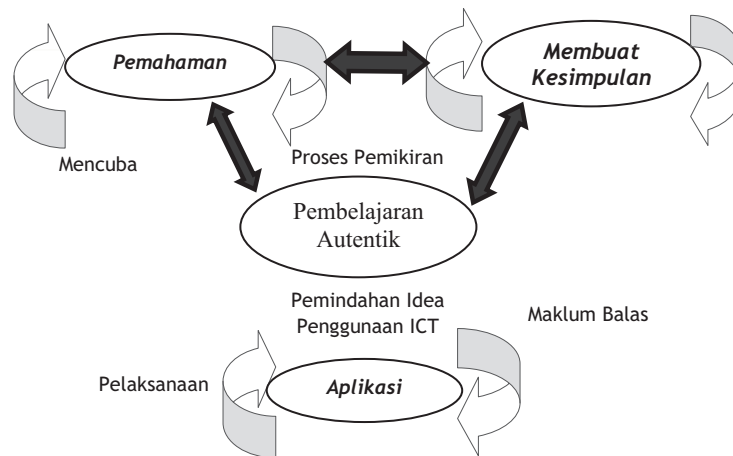 Pemahaman
Membuat
Kesimpulan
Mencuba
Proses Pemikiran
Pembelajaran
Autentik
Pemindahan Idea
Penggunaan ICT
Maklum Balas
Pelaksanaan
Aplikasi